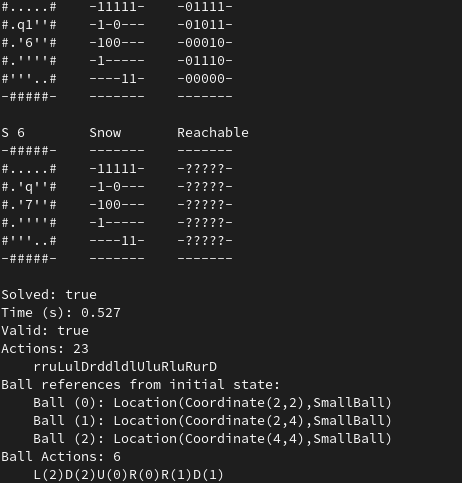 #.....#    -11111-    -01111-
#.q1''#    -1-0---    -01011-
#.'6''#    -100---    -00010-
#.''''#    -1-----    -01110-
#'''..#    ----11-    -00000-
-#####-    -------    -------
S 6        Snow       Reachable
-#####-    -------    -------
#.....#    -11111-    -?????-
#.'q''#    -1-0---    -?????-
#.'7''#    -100---    -?????-
#.''''#    -1-----    -?????-
#'''..#    ----11-    -?????-
-#####-    -------    -------
Solved: true
Time (s): 0.527
Valid: true
Actions: 23
    rruLulDrddldlUluRluRurD
Ball references from initial state:
    Ball (0): Location(Coordinate(2,2),SmallBall)
    Ball (1): Location(Coordinate(2,4),SmallBall)
    Ball (2): Location(Coordinate(4,4),SmallBall)
Ball Actions: 6
    L(2)D(2)U(0)R(0)R(1)D(1)